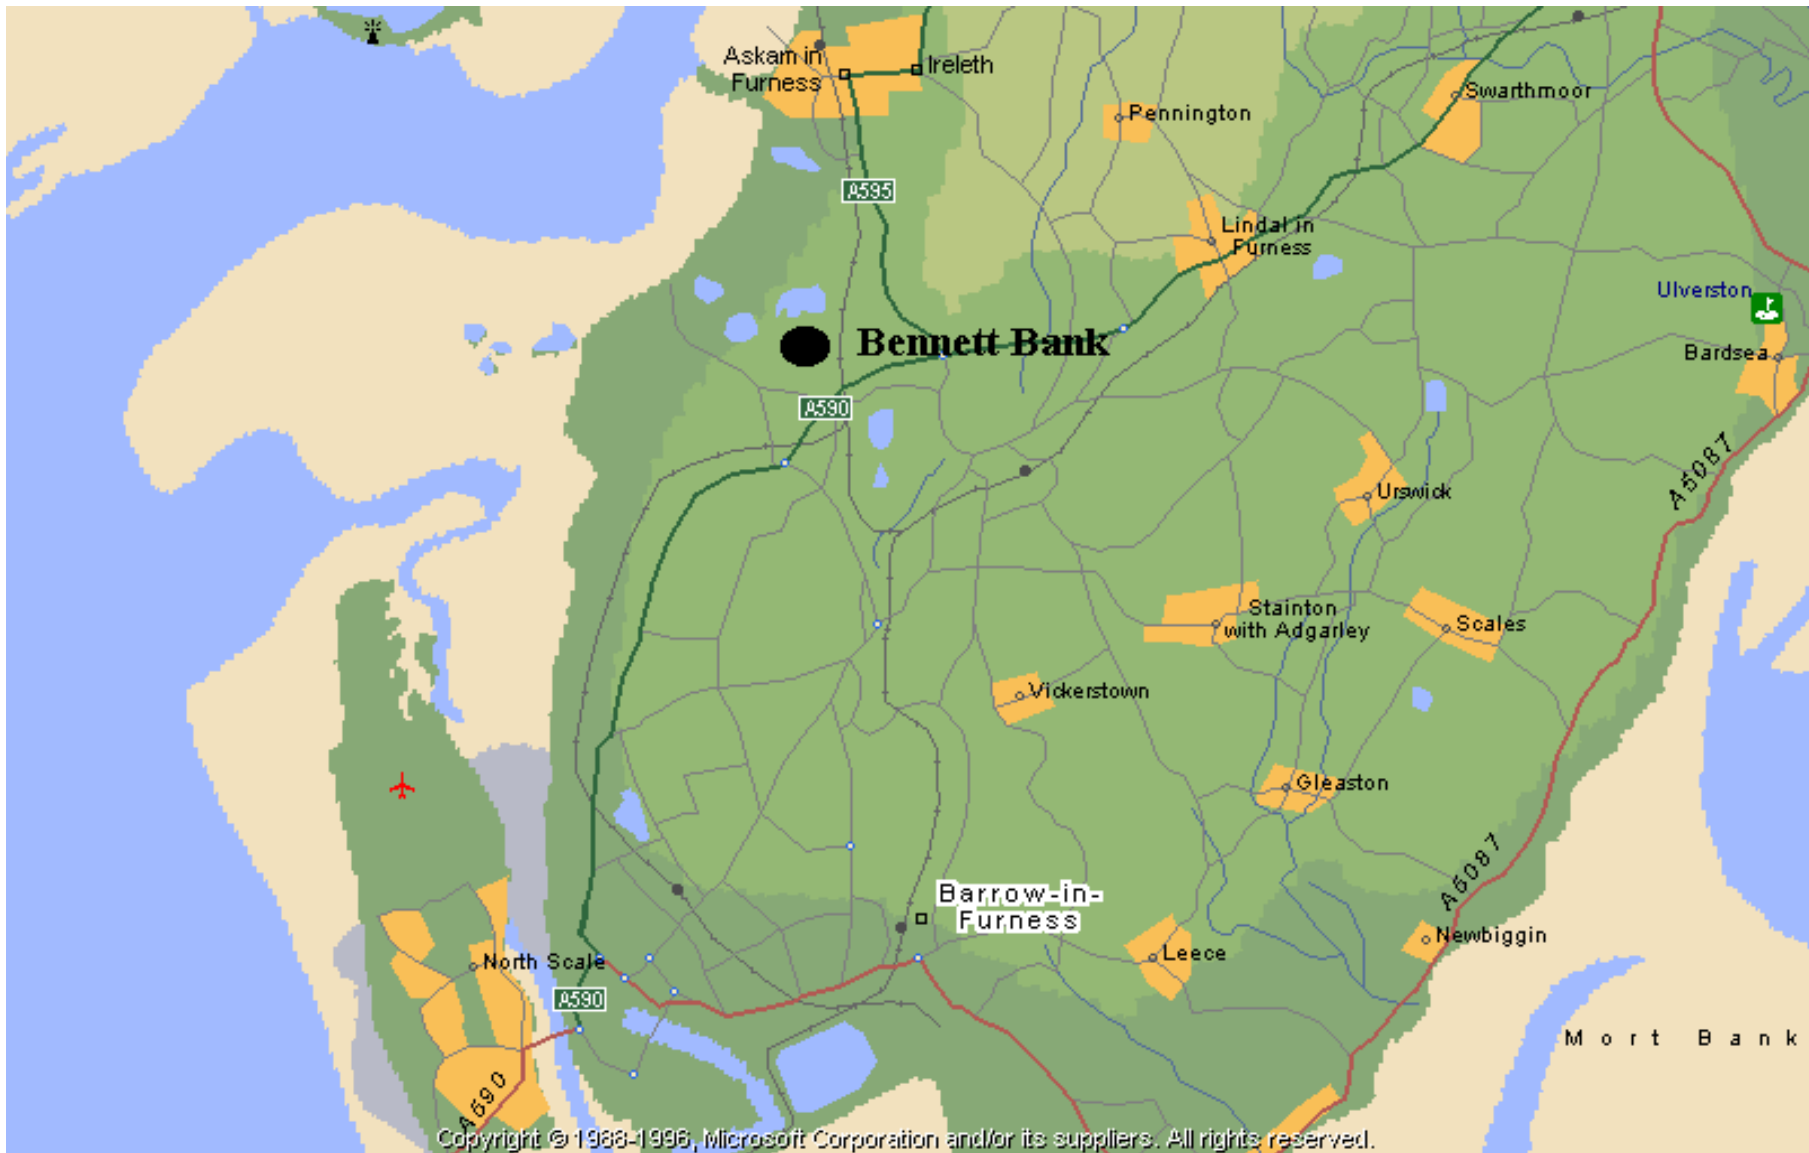 Askam in
Furness
Ireleth
Swarthmoor
Pennington
A595
Lindal in
Furness
Ulverston
Bennett Bank
Bardsea
A590
A5087
Urswick
Stainton
with Adgarley
Scales
Vickerstown
Gleaston
A5087
Barrow-in-
Furness
Newbiggin
Leece
North Scale
A590
Mort Bank
A590
Copyright © 1988-1996, Microsoft Corporation and/or its suppliers. All rights reserved.